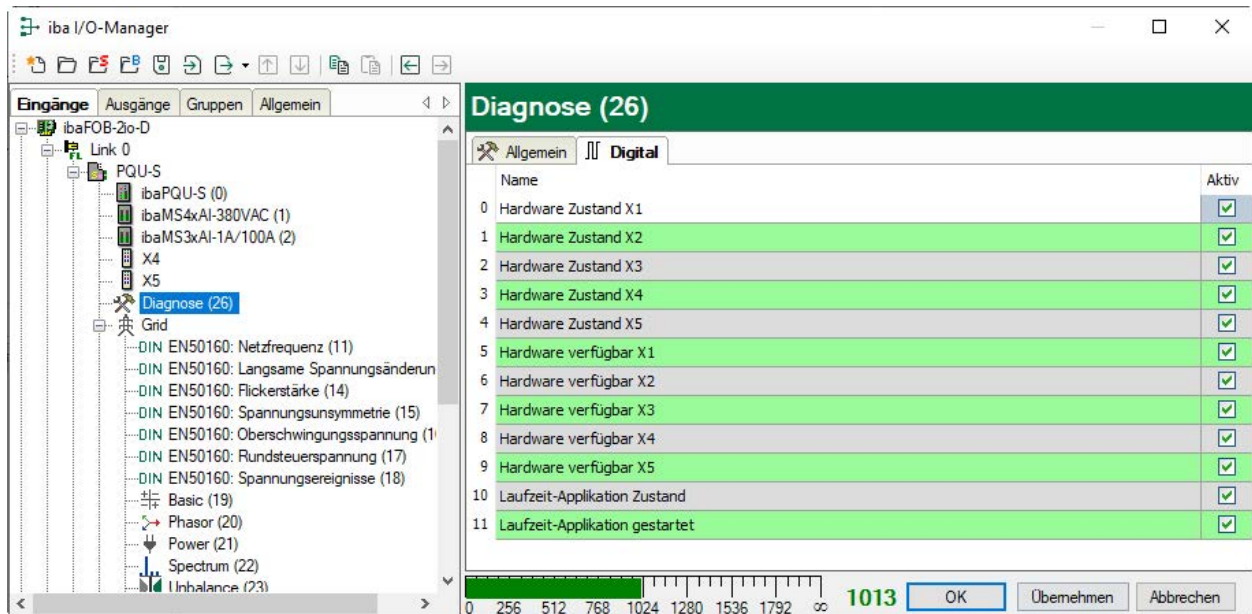 iba I/O-Manager
Eingänge Ausgänge Gruppen Allgemein
ibaFOB-2io-D
Link 0
PQU-S
ibaPQU-S (0)
ibaMS4xAI-380VAC (1)
ibaMS3xAI-1A/100A (2)
X4
X5
Diagnose (26)
Grid
DIN EN50160: Netzfrequenz (11)
DIN EN50160: Langsame Spannungsänderun
DIN EN50160: Flickerstärke (14)
DIN EN50160: Spannungsunsymmetrie (15)
DIN EN50160: Oberschwingungsspannung (1
DIN EN50160: Rundsteuerspannung (17)
DIN EN50160: Spannungsereignisse (18)
Basic (19)
Phasor (20)
Power (21)
Spectrum (22)
Unbalance (23)
Diagnose (26)
Allgemein Digital
Name Aktiv
0 Hardware Zustand X1
1 Hardware Zustand X2
2 Hardware Zustand X3
3 Hardware Zustand X4
4 Hardware Zustand X5
5 Hardware verfügbar X1
6 Hardware verfügbar X2
7 Hardware verfügbar X3
8 Hardware verfügbar X4
9 Hardware verfügbar X5
10 Laufzeit-Applikation Zustand
11 Laufzeit-Applikation gestartet
0 256 512 768 1024 1280 1536 1792 ∞ 1013 OK Übernehmen Abbrechen